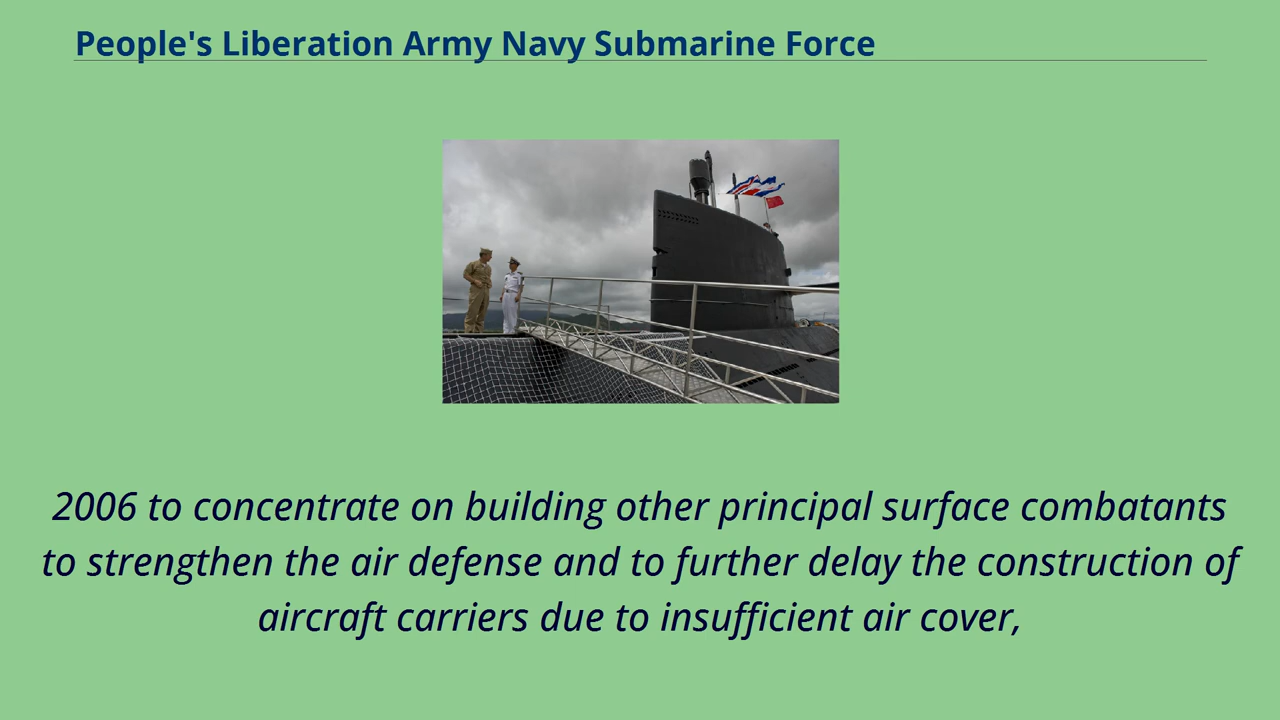 People's Liberation Army Navy Submarine Force
2006 to concentrate on building other principal surface combatants
to strengthen the air defense and to further delay the construction of
aircraft carriers due to insufficient air cover,